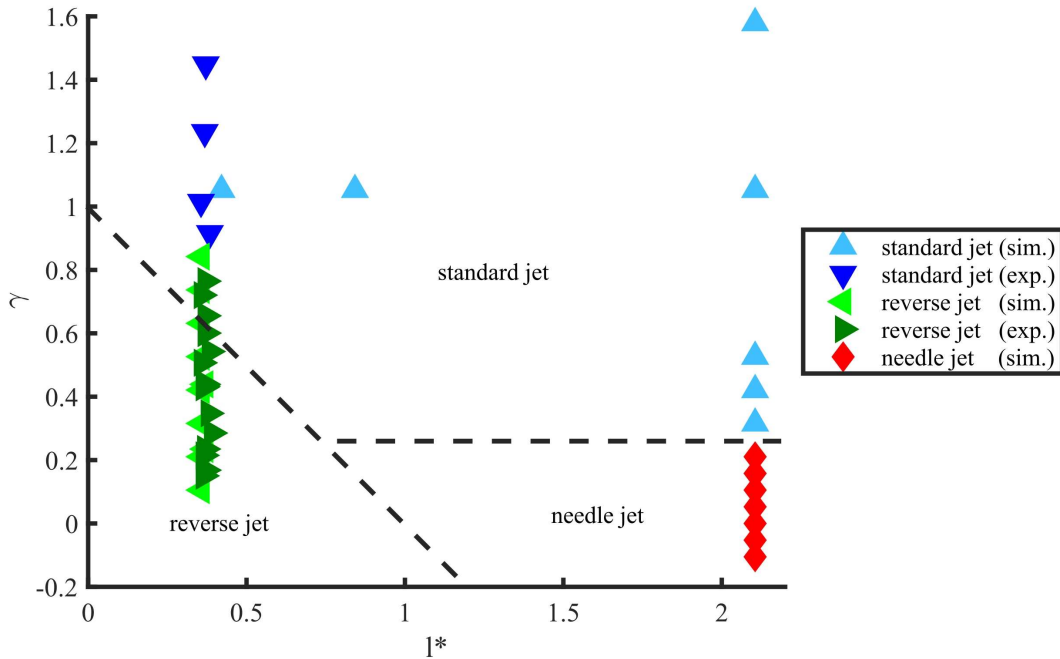 1.6
1.4
1.2
1
0.8
0.6
0.4
0.2
0
-0.2
γ
0
0.5
1
1.5
2
l*
standard jet
reverse jet
needle jet
standard jet (sim.)
standard jet (exp.)
reverse jet (sim.)
reverse jet (exp.)
needle jet (sim.)